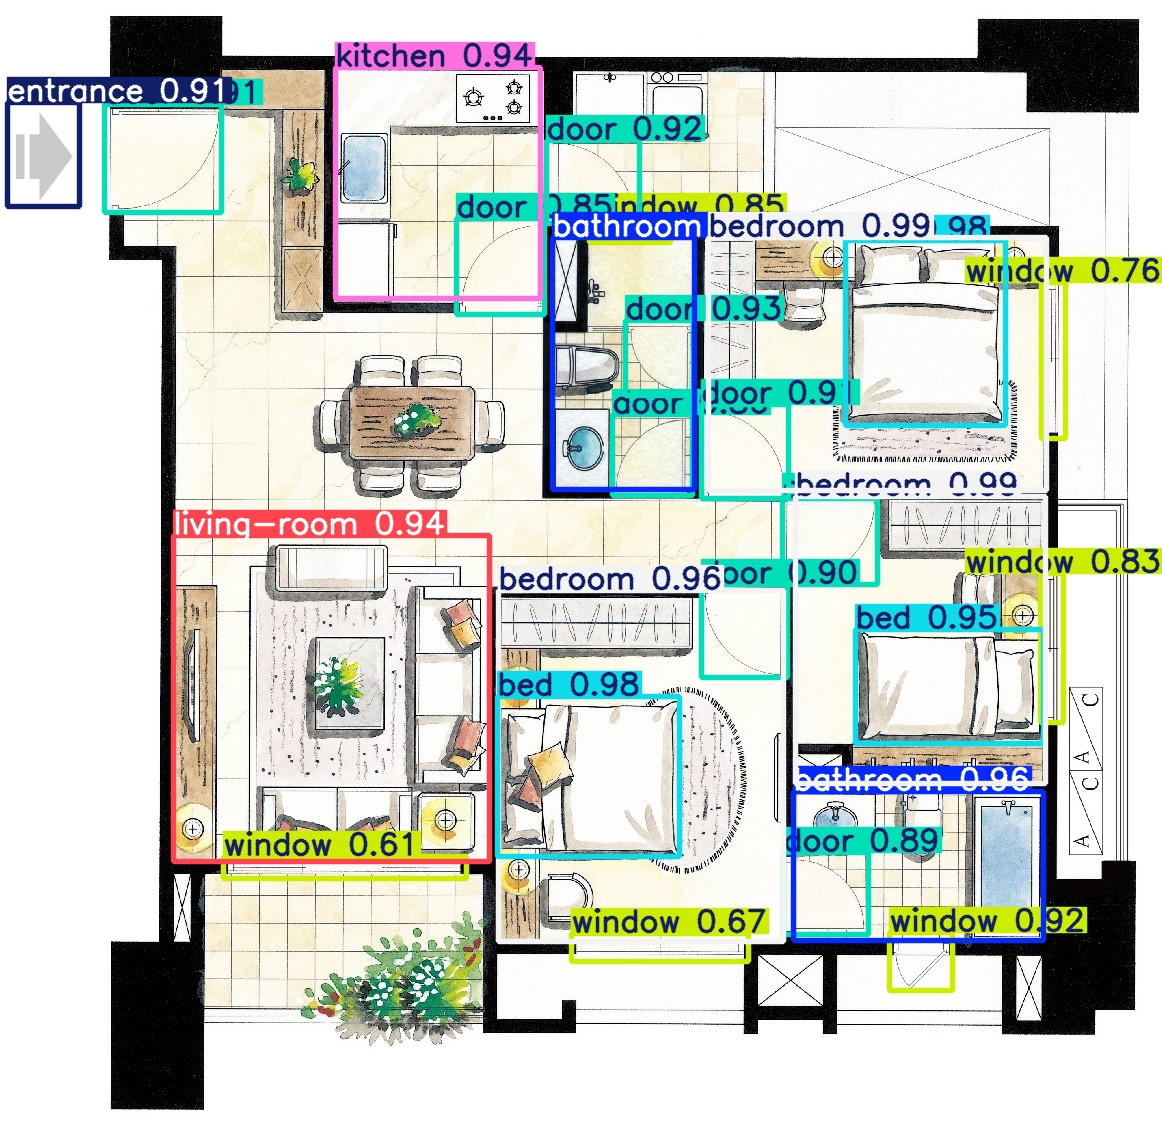 kitchen 0.94
entrance 0.91
91
door 0.92
door 0.85
window 0.85
bathroom
bedroom 0.99
0.98
window 0.76
door 0.93
door
door 0.91
bedroom 0.99
living-room 0.94
window 0.83
bedroom 0.96
door 0.90
bed 0.95
bed 0.98
C
A
C
A
bathroom 0.96
door 0.89
window 0.61
window 0.67
window 0.92